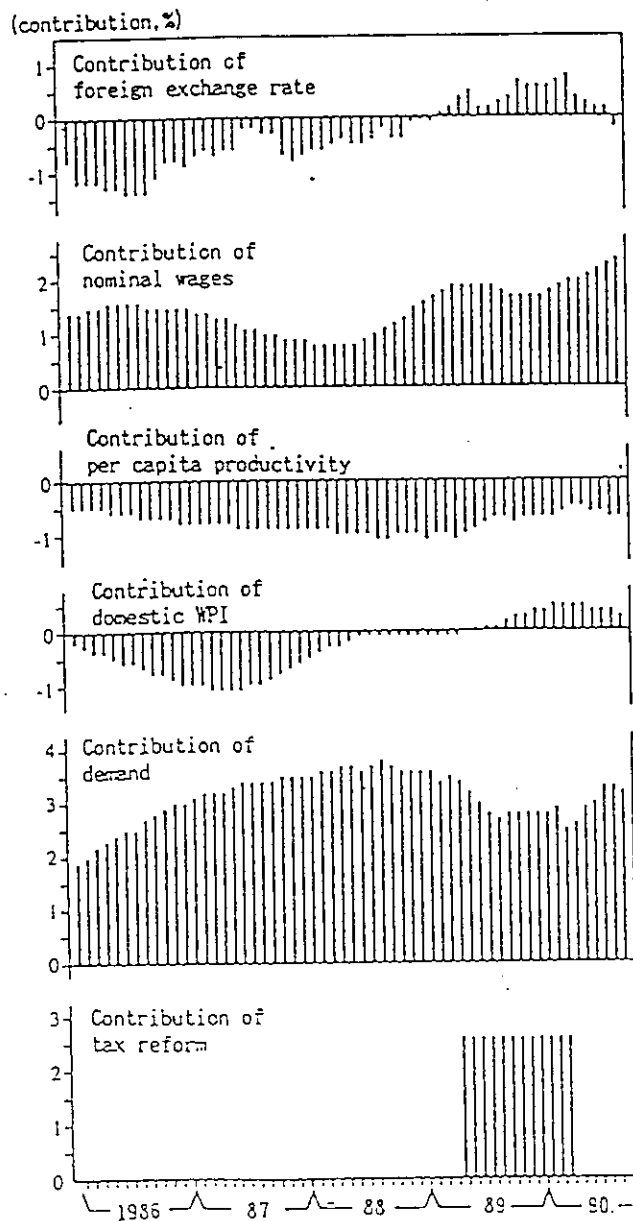 (contribution,%)
Contribution of
foreign exchange rate
1
0
-1
Contribution of
nominal wages
2
1
0
Contribution of
per capita productivity
0
-1
Contribution of
domestic WPI
0
-1
Contribution of
demand
4
3
2
1
0
Contribution of
tax reform
3
2
1
0
1986 87 88 89 90.